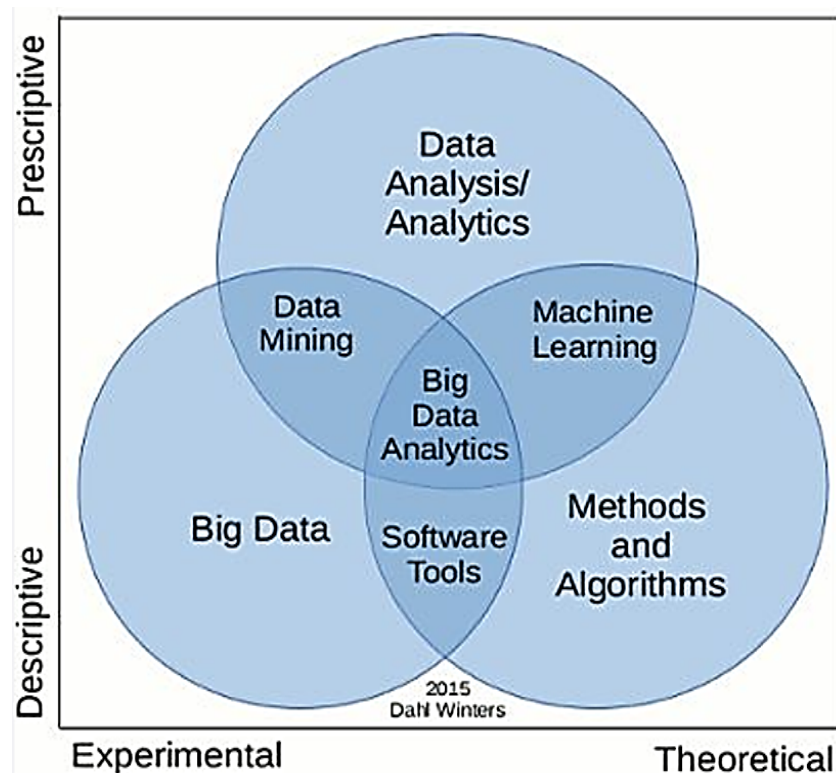 Prescriptive
Data
Analysis/
Analytics
Data
Mining
Machine
Learning
Big
Data
Analytics
Big Data
Methods
and
Algorithms
Software
Tools
Descriptive
2015
Dahl Winters
Experimental
Theoretical